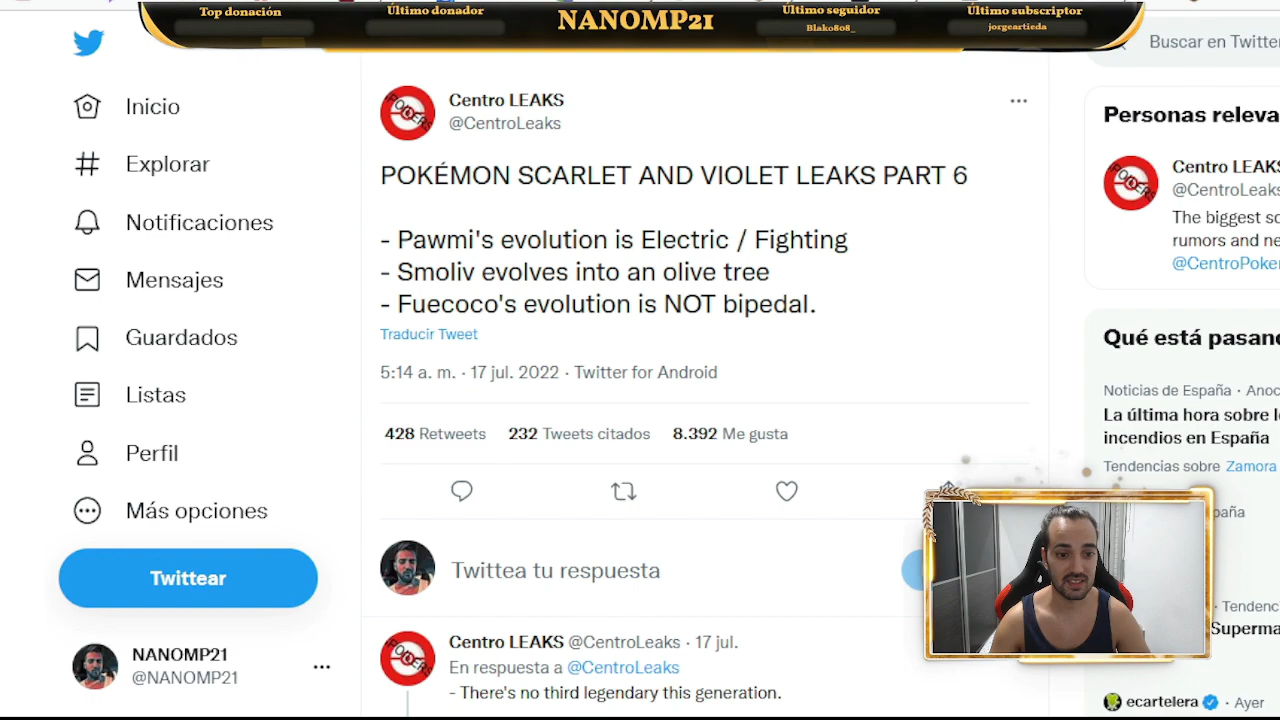 Top donación
Último donador
NANOMP21
Último seguidor
Blako808_
Último subscriptor
jorgeartieda
Buscar en Twitte
Inicio
Explorar
Notificaciones
Mensajes
Guardados
Listas
Perfil
Más opciones
Twittear
NANOMP21
@NANOMP21
Centro LEAKS
@CentroLeaks
POKÉMON SCARLET AND VIOLET LEAKS PART 6
- Pawmi's evolution is Electric / Fighting
- Smoliv evolves into an olive tree
- Fuecoco's evolution is NOT bipedal.
Traducir Tweet
5:14 a. m. · 17 jul. 2022 · Twitter for Android
428 Retweets 232 Tweets citados 8.392 Me gusta
Twittea tu respuesta
Centro LEAKS @CentroLeaks · 17 jul.
En respuesta a @CentroLeaks
- There's no third legendary this generation.
Personas releva
Centro LEAKS
@CentroLeaks
The biggest so
rumors and ne
@CentroPoker
Qué está pasand
Noticias de España · Anoc
La última hora sobre l
incendios en España
Tendencias sobre Zamora
paña
· Tendenc
Superma
ecartelera · Ayer